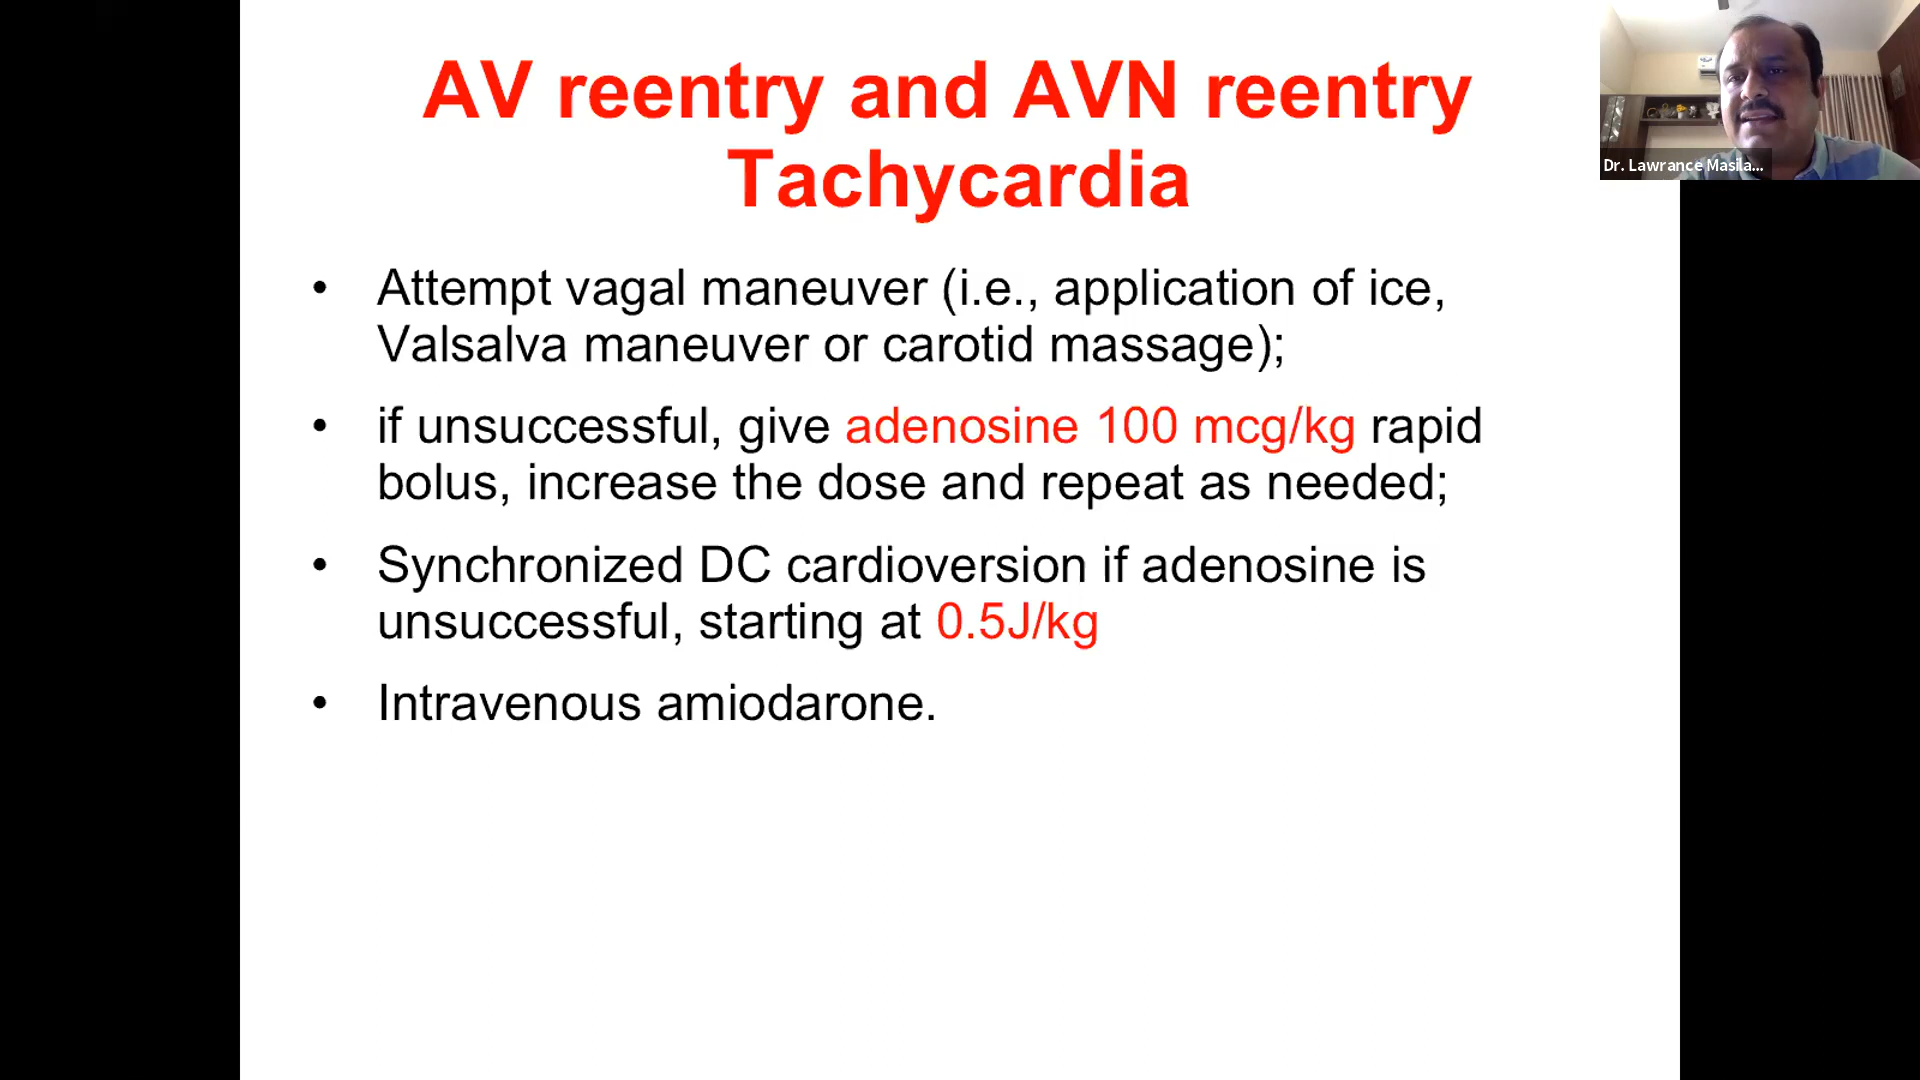 AV reentry and AVN reentry
Tachycardia
• Attempt vagal maneuver (i.e., application of ice,
Valsalva maneuver or carotid massage);
• if unsuccessful, give adenosine 100 mcg/kg rapid
bolus, increase the dose and repeat as needed;
• Synchronized DC cardioversion if adenosine is
unsuccessful, starting at 0.5J/kg
• Intravenous amiodarone.
Dr. Lawrance Masila...